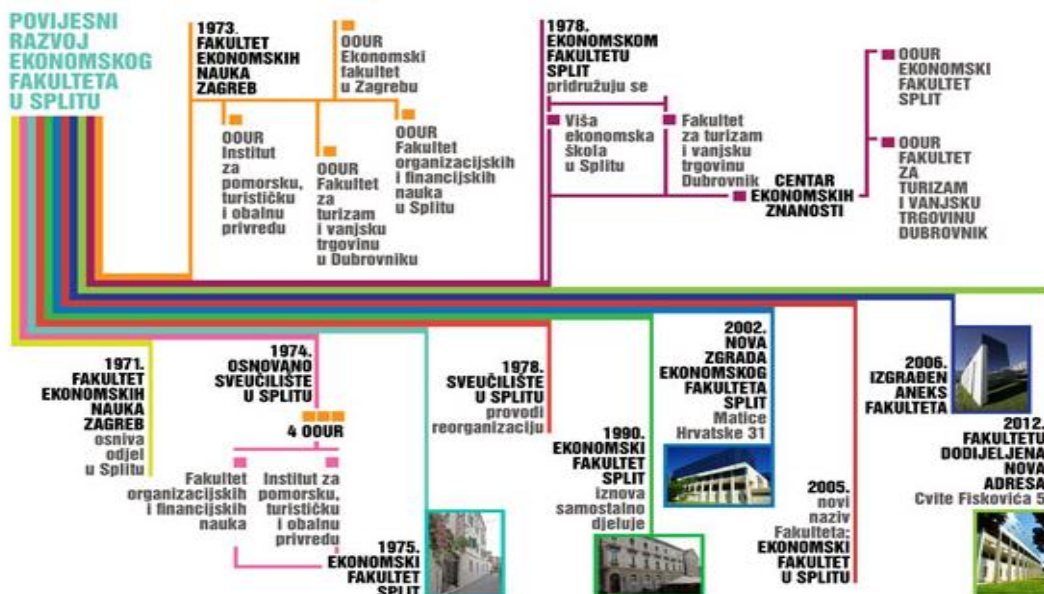 POVIJESNI
RAZVOJ
EKONOMSKOG
FAKULTETA
U SPLITU
1973.
FAKULTET
EKONOMSKIH
NAUKA
ZAGREB
OOUR
Ekonomski
fakultet
u Zagrebu
OOUR
Institut
za
pomorsku,
turističku
i obalnu
privredu
OOUR
Fakultet
za
turizam
i vanjsku
trgovinu
u Dubrovniku
OOUR
Fakultet
organizacijskih
i financijskih
nauka
u Splitu
1978.
EKONOMSKOM
FAKULTETU
SPLIT
pridružuju se
Viša
ekonomska
škola
u Splitu
Fakultet
za turizam
i vanjsku
trgovinu
Dubrovnik
CENTAR
EKONOMSKIH
ZNANOSTI
OOUR
EKONOMSKI
FAKULTET
SPLIT
OOUR
FAKULTET
ZA
TURIZAM
I VANJSKU
TRGOVINU
DUBROVNIK
1971.
FAKULTET
EKONOMSKIH
NAUKA
ZAGREB
osniva
odjel
u Splitu
1974.
OSNOVANO
SVEUČILIŠTE
U SPLITU
4 OOUR
Fakultet
organizacijskih
i financijskih
nauka
Institut za
pomorsku,
turističku
i obalnu
privredu
1975.
EKONOMSKI
FAKULTET
SPLIT
1978.
SVEUČILIŠTE
U SPLITU
provodi
reorganizaciju
1990.
EKONOMSKI
FAKULTET
SPLIT
iznova
samostalno
djeluje
2002.
NOVA
ZGRADA
EKONOMSKOG
FAKULTETA
SPLIT
Matice
Hrvatske 31
2005.
novi
naziv
Fakulteta:
EKONOMSKI
FAKULTET
U SPLITU
2006.
IZGRAĐEN
ANEKS
FAKULTETA
2012.
FAKULTETU
DODIJELJENA
NOVA
ADRESA
Cvite Fiskovića 5